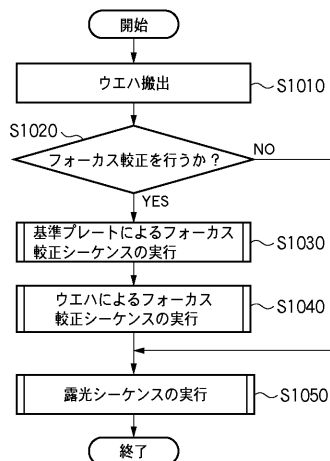 開始
ウエハ搬出
S1010
S1020
フォーカス較正を行うか?
NO
YES
基準プレートによるフォーカス
較正シーケンスの実行
S1030
ウエハによるフォーカス
較正シーケンスの実行
S1040
露光シーケンスの実行
S1050
終了